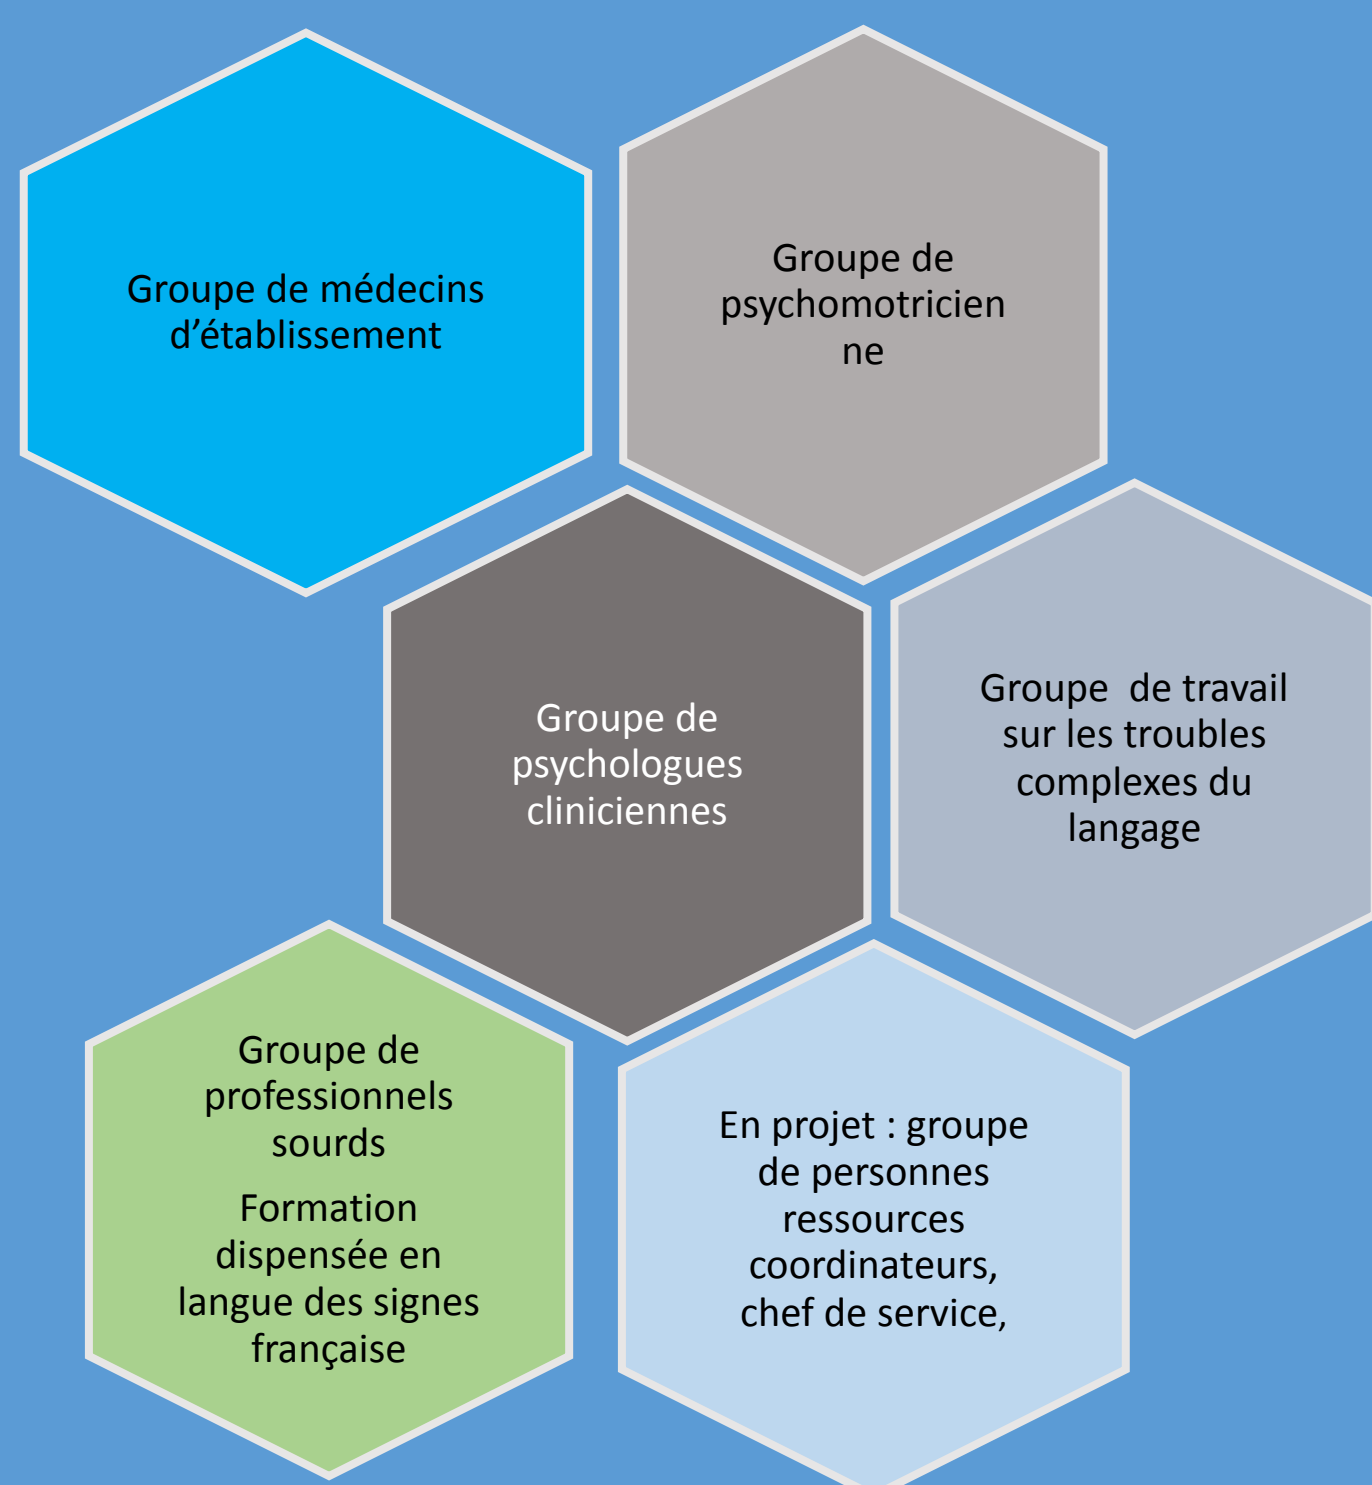 Groupe de médecins
d’établissement
Groupe de
psychomotricien
ne
Groupe de
psychologues
cliniciennes
Groupe  de travail
sur les troubles
complexes du
langage
Groupe de
professionnels
sourds
Formation
dispensée en
langue des signes
française
En projet : groupe
de personnes
ressources
coordinateurs,
chef de service,